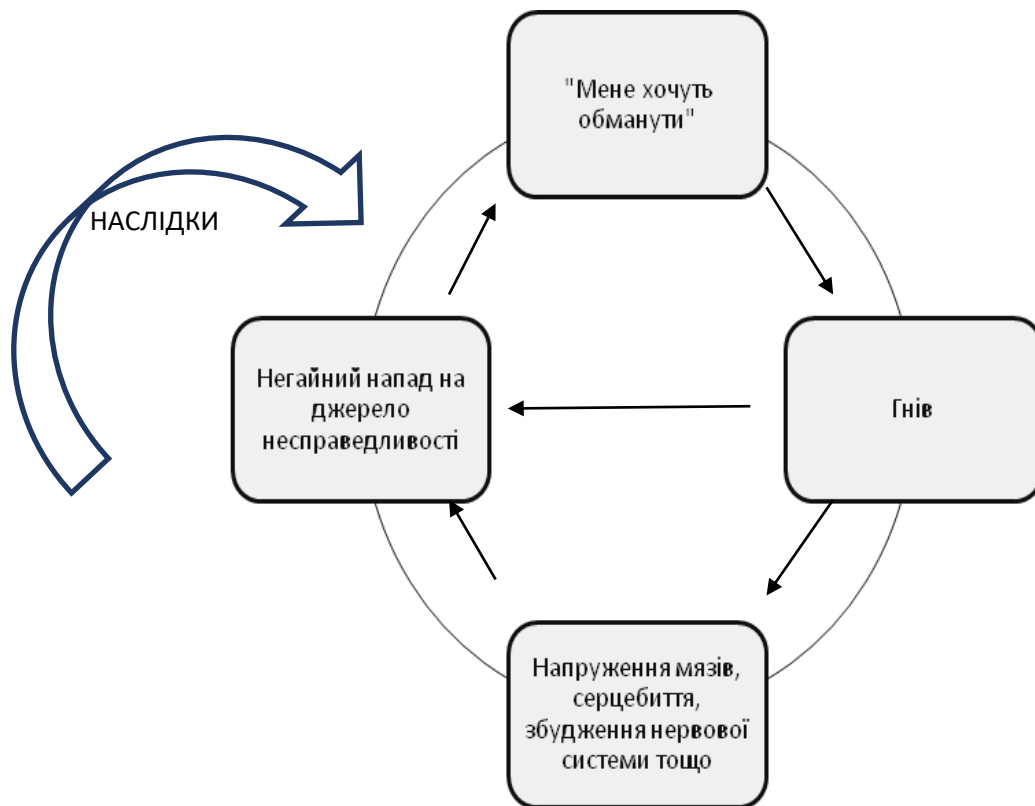 "Мене хочуть
обманути"
НАСЛІДКИ
Негайний напад на
джерело
несправедливості
Гнів
Напруження мязів,
серцебиття,
збудження нервової
системи тощо